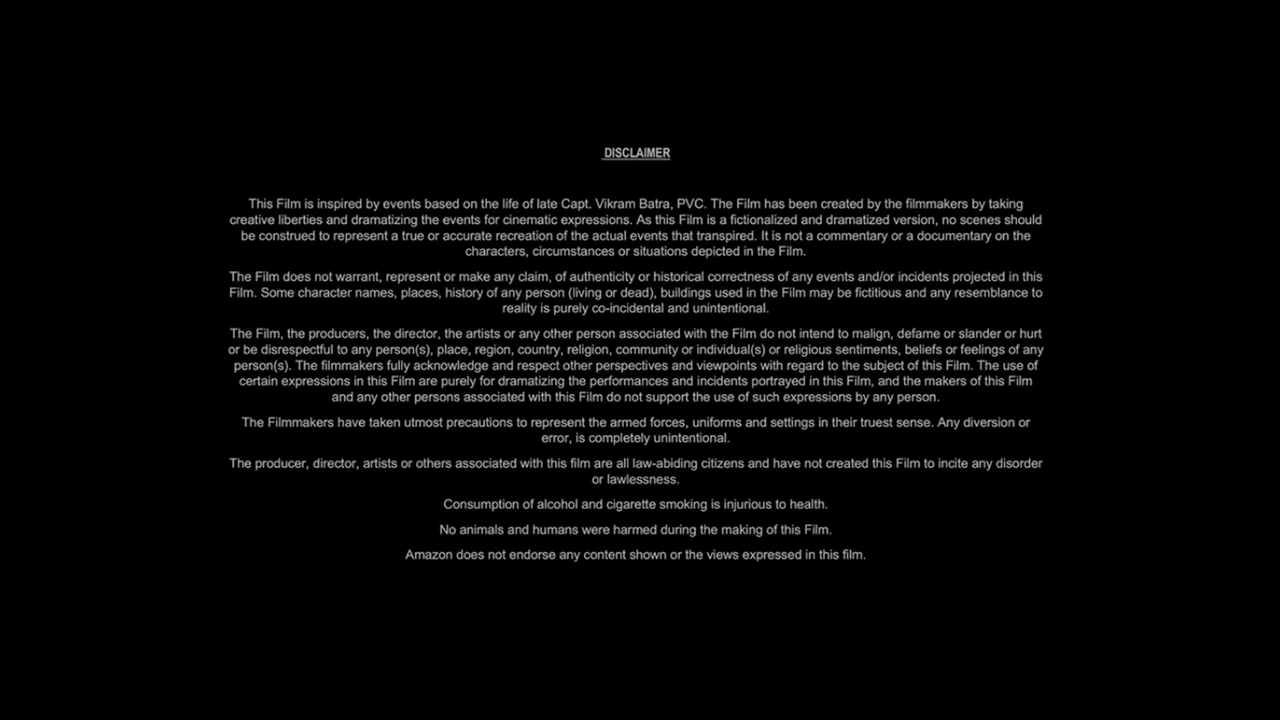 DISCLAIMER
This Film is inspired by events based on the life of late Capt. Vikram Batra, PVC. The Film has been created by the filmmakers by taking
creative liberties and dramatizing the events for cinematic expressions. As this Film is a fictionalized and dramatized version, no scenes should
be construed to represent a true or accurate recreation of the actual events that transpired. It is not a commentary or a documentary on the
characters, circumstances or situations depicted in the Film.
The Film does not warrant, represent or make any claim, of authenticity or historical correctness of any events and/or incidents projected in this
Film. Some character names, places, history of any person (living or dead), buildings used in the Film may be fictitious and any resemblance to
reality is purely co-incidental and unintentional.
The Film, the producers, the director, the artists or any other person associated with the Film do not intend to malign, defame or slander or hurt
or be disrespectful to any person(s), place, region, country, religion, community or individual(s) or religious sentiments, beliefs or feelings of any
person(s). The filmmakers fully acknowledge and respect other perspectives and viewpoints with regard to the subject of this Film. The use of
certain expressions in this Film are purely for dramatizing the performances and incidents portrayed in this Film, and the makers of this Film
and any other persons associated with this Film do not support the use of such expressions by any person.
The Filmmakers have taken utmost precautions to represent the armed forces, uniforms and settings in their truest sense. Any diversion or
error, is completely unintentional.
The producer, director, artists or others associated with this film are all law-abiding citizens and have not created this Film to incite any disorder
or lawlessness.
Consumption of alcohol and cigarette smoking is injurious to health.
No animals and humans were harmed during the making of this Film.
Amazon does not endorse any content shown or the views expressed in this film.